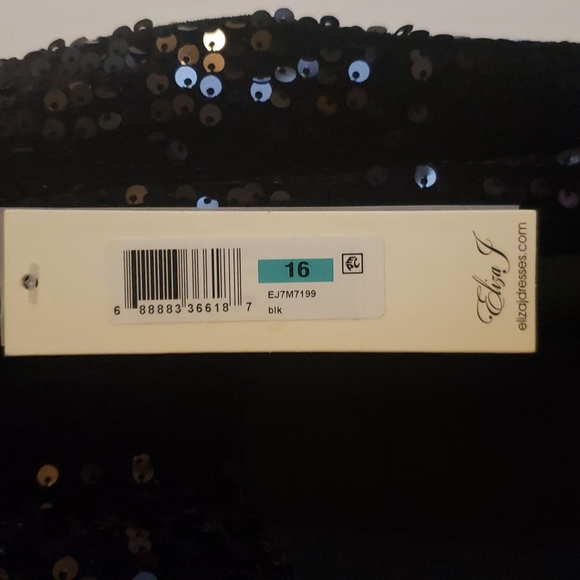 16
EJ7M7199
blk
6 88883 36618 7
Eliza J
elizajdresses.com